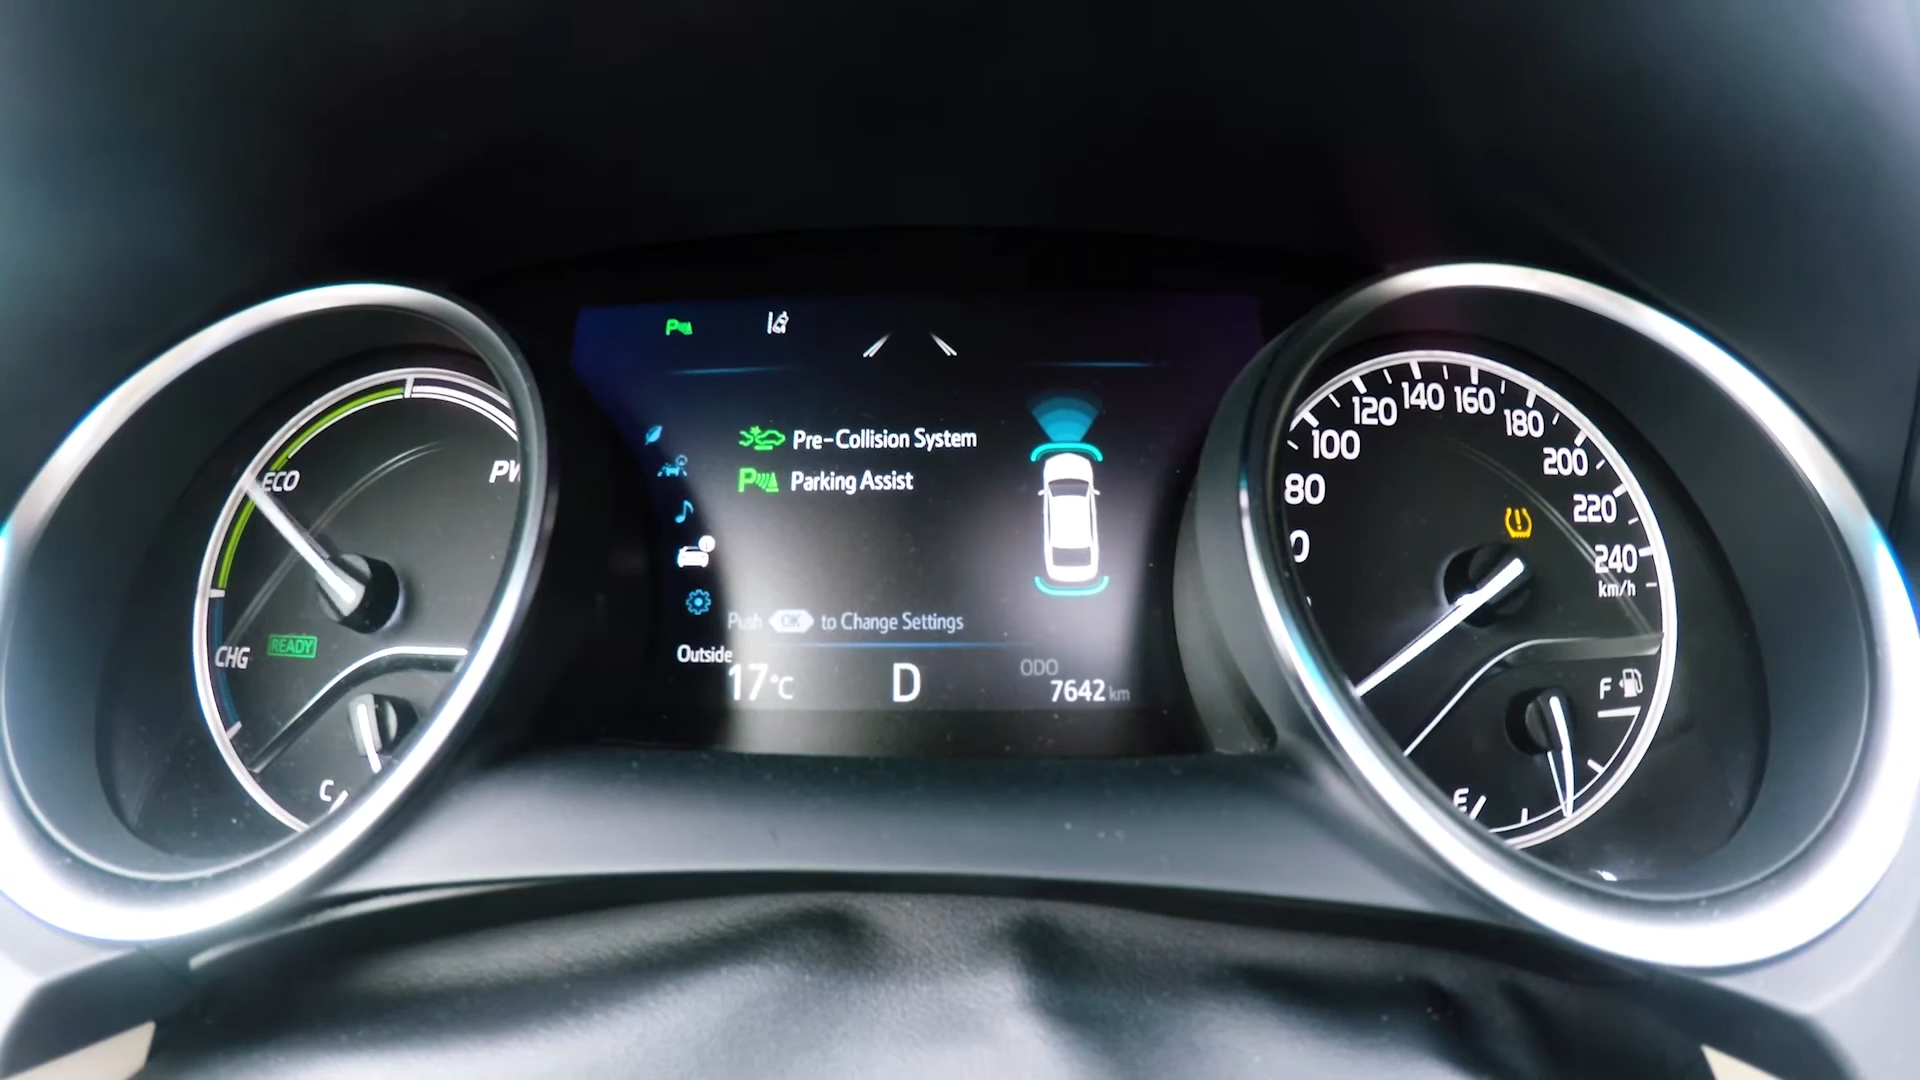 ECO
PW
CHG
READY
C
P
Pre-Collision System
P Parking Assist
Push OK to Change Settings
Outside
17°C
D
ODO
7642 km
0
80
100
120
140
160
180
200
220
240
km/h
F
E